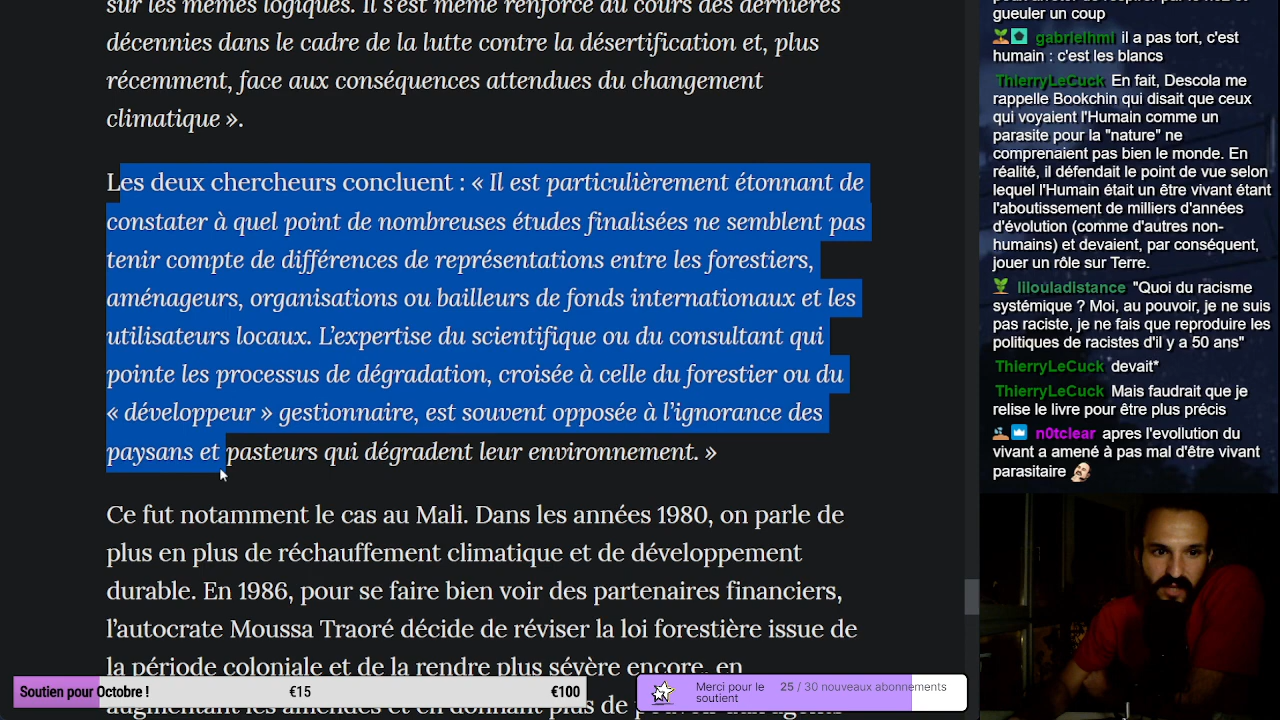 sur les mêmes logiques. Il s'est même renforcé au cours des dernières
décennies dans le cadre de la lutte contre la désertification et, plus
récemment, face aux conséquences attendues du changement
climatique ».
Les deux chercheurs concluent : « Il est particulièrement étonnant de
constater à quel point de nombreuses études finalisées ne semblent pas
tenir compte de différences de représentations entre les forestiers,
aménageurs, organisations ou bailleurs de fonds internationaux et les
utilisateurs locaux. L’expertise du scientifique ou du consultant qui
pointe les processus de dégradation, croisée à celle du forestier ou du
« développeur » gestionnaire, est souvent opposée à l’ignorance des
paysans et pasteurs qui dégradent leur environnement. »
Ce fut notamment le cas au Mali. Dans les années 1980, on parle de
plus en plus de réchauffement climatique et de développement
durable. En 1986, pour se faire bien voir des partenaires financiers,
l’autocrate Moussa Traoré décide de réviser la loi forestière issue de
la période coloniale et de la rendre plus sévère encore, en
Soutien pour Octobre !
€15
€100
Merci pour le
soutient
25 / 30 nouveaux abonnements
gueuler un coup
gabrielhml il a pas tort, c'est
humain : c'est les blancs
ThierryLeCuck En fait, Descola me
rappelle Bookchin qui disait que ceux
qui voyaient l'Humain comme un
parasite pour la "nature" ne
comprenaient pas bien le monde. En
réalité, il défendait le point de vue selon
lequel l'Humain était un être vivant étant
l'aboutissement de milliers d'années
d'évolution (comme d'autres non-
humains) et devaient, par conséquent,
jouer un rôle sur Terre.
lilouladistance "Quoi du racisme
systémique ? Moi, au pouvoir, je ne suis
pas raciste, je ne fais que reproduire les
politiques de racistes d'il y a 50 ans"
ThierryLeCuck devait*
ThierryLeCuck Mais faudrait que je
relise le livre pour être plus précis
n0tclear apres l'evollution du
vivant a amené à pas mal d'être vivant
parasitaire